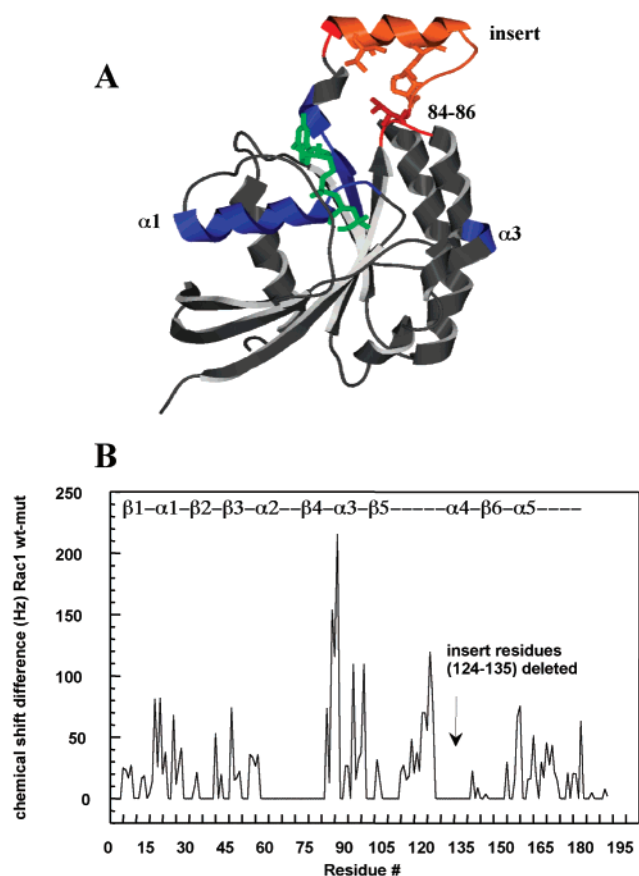 A
insert
84-86
α1
α3
B
chemical shift difference (Hz) Rac1 wt-mut
250
200
150
100
50
0
β1–α1–β2–β3–α2---β4–α3–β5------α4–β6–α5----
insert residues
(124-135) deleted
0 15 30 45 60 75 90 105 120 135 150 165 180 195
Residue #